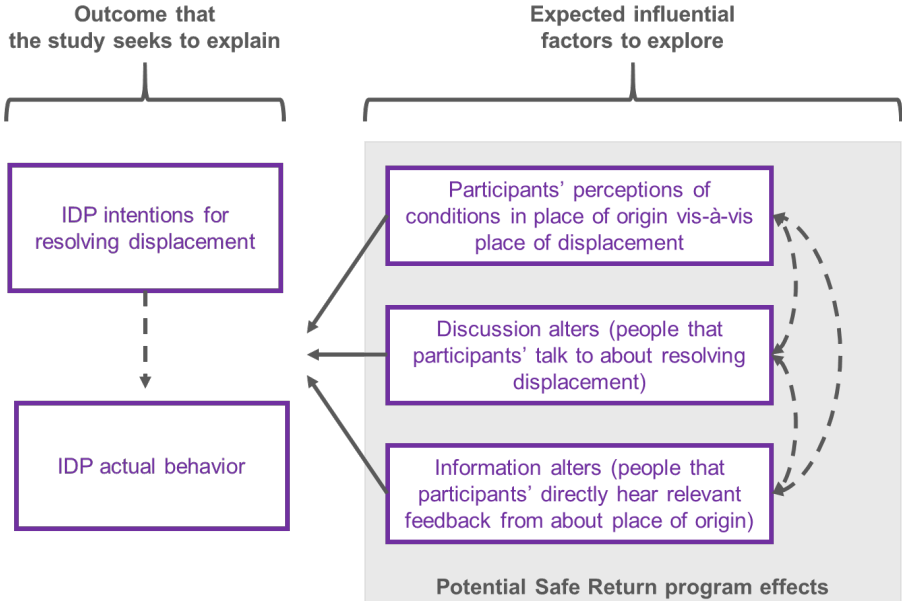 Outcome that
the study seeks to explain
Expected influential
factors to explore
IDP intentions for
resolving displacement
IDP actual behavior
Participants’ perceptions of
conditions in place of origin vis-à-vis
place of displacement
Discussion alters (people that
participants’ talk to about resolving
displacement)
Information alters (people that
participants’ directly hear relevant
feedback from about place of origin)
Potential Safe Return program effects